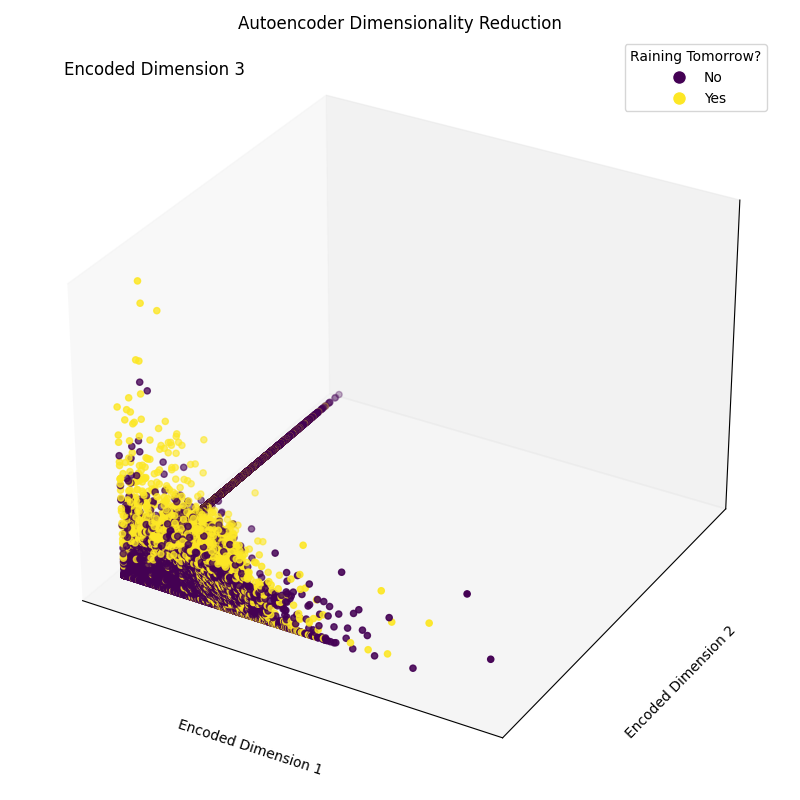 Autoencoder Dimensionality Reduction
Encoded Dimension 3
Raining Tomorrow?
No
Yes
Encoded Dimension 1
Encoded Dimension 2